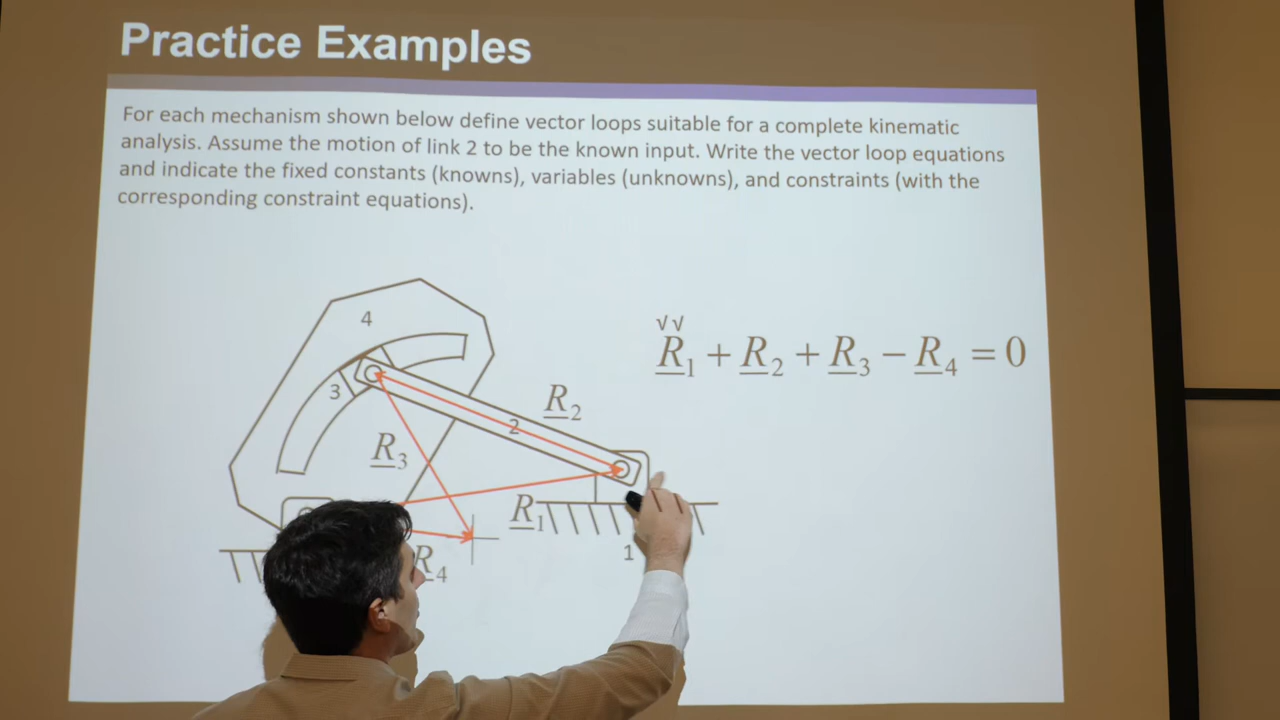 Practice Examples
For each mechanism shown below define vector loops suitable for a complete kinematic
analysis. Assume the motion of link 2 to be the known input. Write the vector loop equations
and indicate the fixed constants (knowns), variables (unknowns), and constraints (with the
corresponding constraint equations).
4
√ √
R₁ + R₂ + R₃ − R₄ = 0
3
R₂
2
R₃
R₁
1
R₄